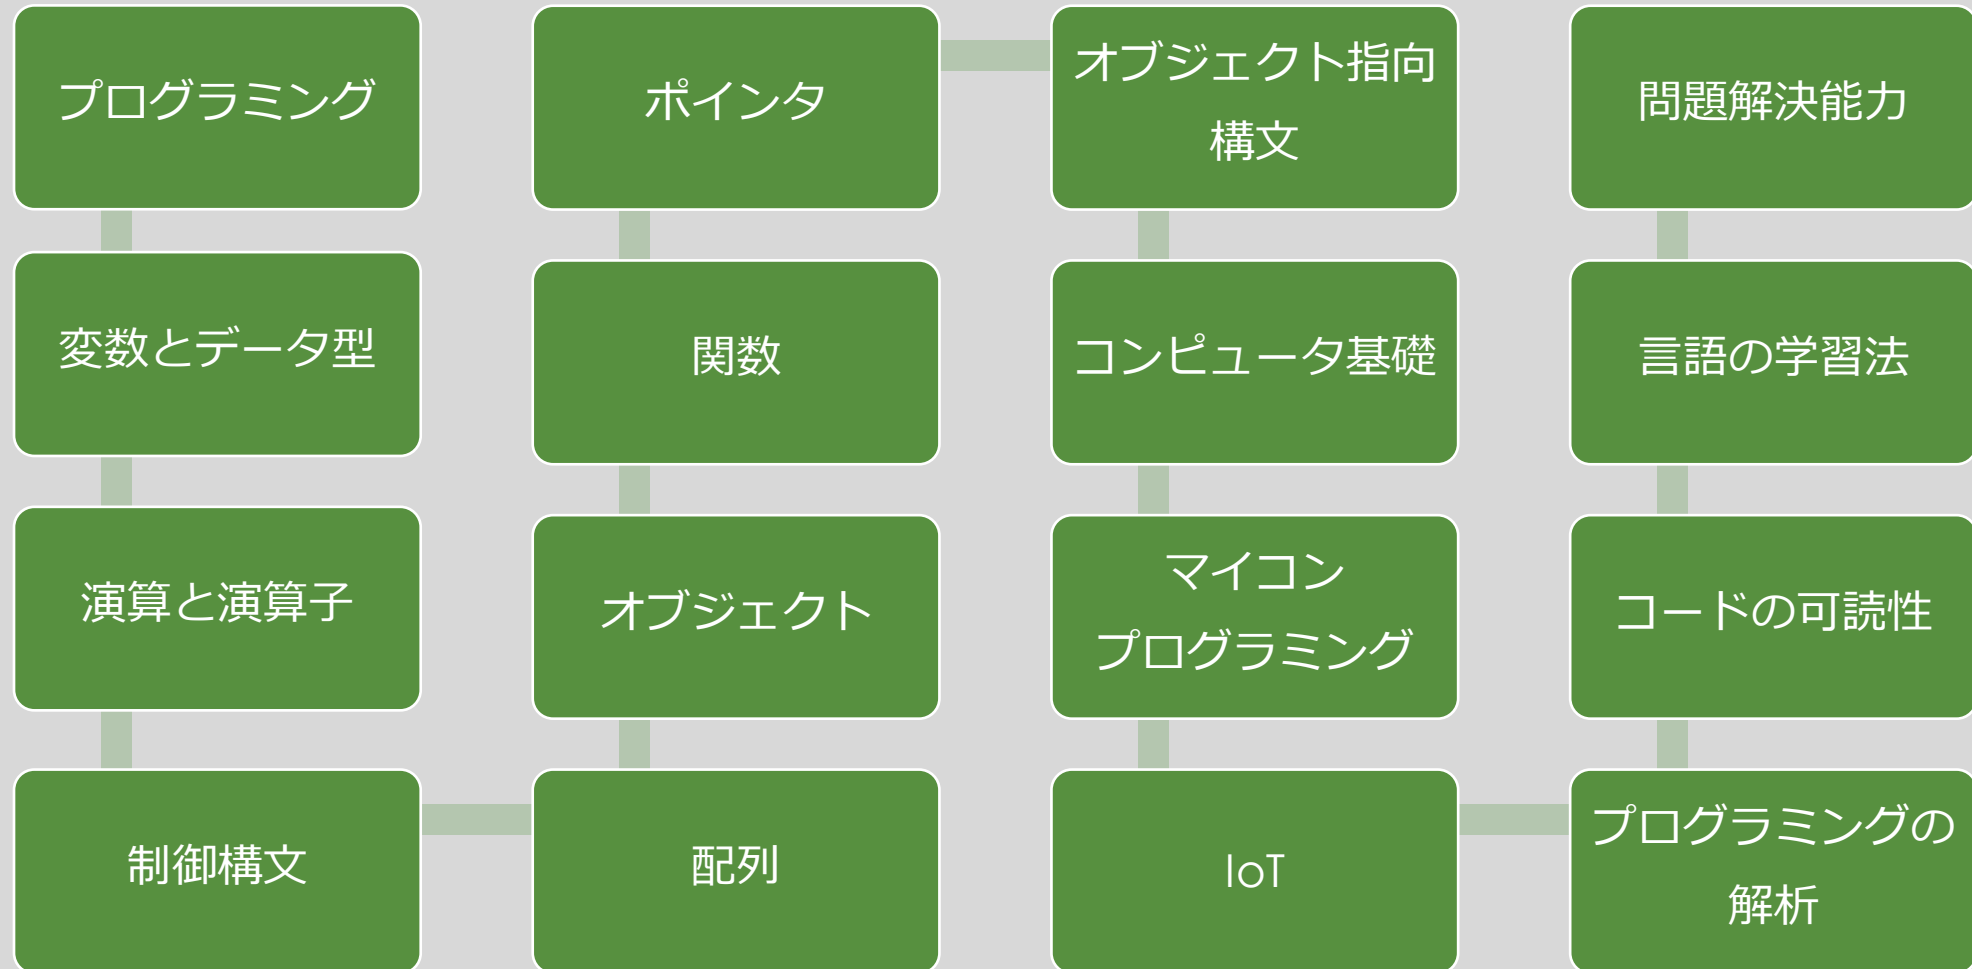 プログラミング
変数とデータ型
演算と演算子
制御構文
配列
オブジェクト
関数
ポインタ
オブジェクト指向
構文
コンピュータ基礎
マイコン
プログラミング
IoT
プログラミングの
解析
コードの可読性
言語の学習法
問題解決能力